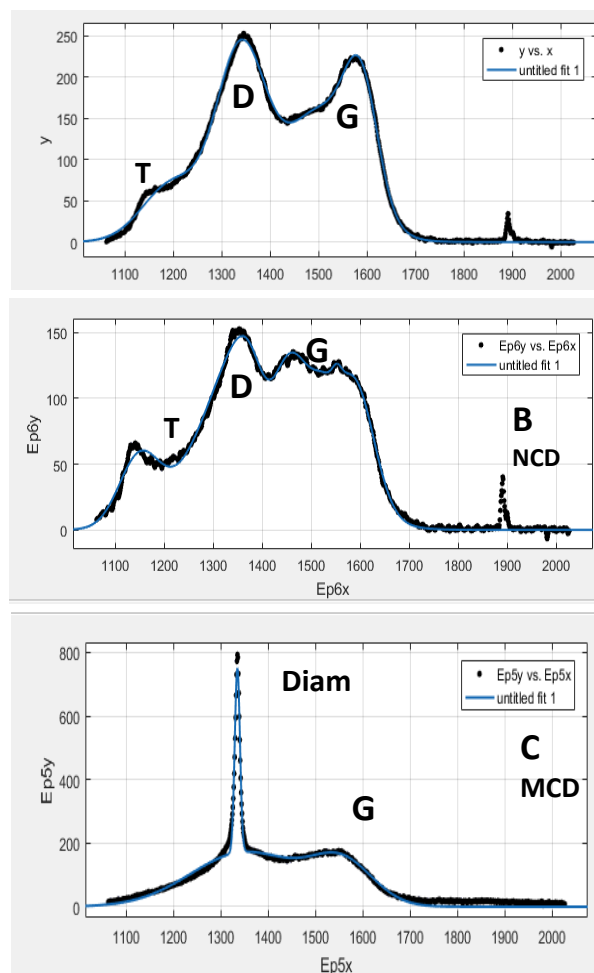 y vs. x
untitled fit 1
250
200
150
100
50
0
y
T
D
G
1100 1200 1300 1400 1500 1600 1700 1800 1900 2000
Ep6y vs. Ep6x
untitled fit 1
150
100
50
0
Ep6y
T
D
G
B
NCD
1100 1200 1300 1400 1500 1600 1700 1800 1900 2000
Ep6x
Ep5y vs. Ep5x
untitled fit 1
800
600
400
200
0
Ep5y
Diam
G
C
MCD
1100 1200 1300 1400 1500 1600 1700 1800 1900 2000
Ep5x